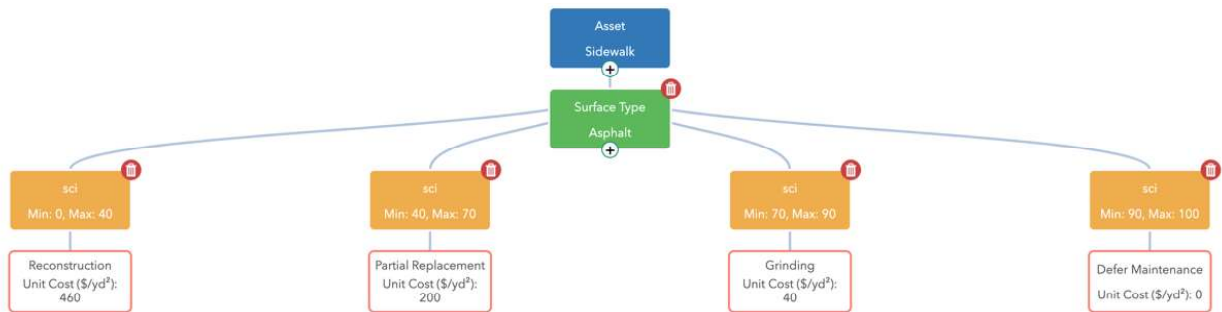 Asset
Sidewalk
+
Surface Type
Asphalt
+
sci
Min: 0, Max: 40
sci
Min: 40, Max: 70
sci
Min: 70, Max: 90
sci
Min: 90, Max: 100
Reconstruction
Unit Cost ($/yd²):
460
Partial Replacement
Unit Cost ($/yd²):
200
Grinding
Unit Cost ($/yd²):
40
Defer Maintenance
Unit Cost ($/yd²): 0